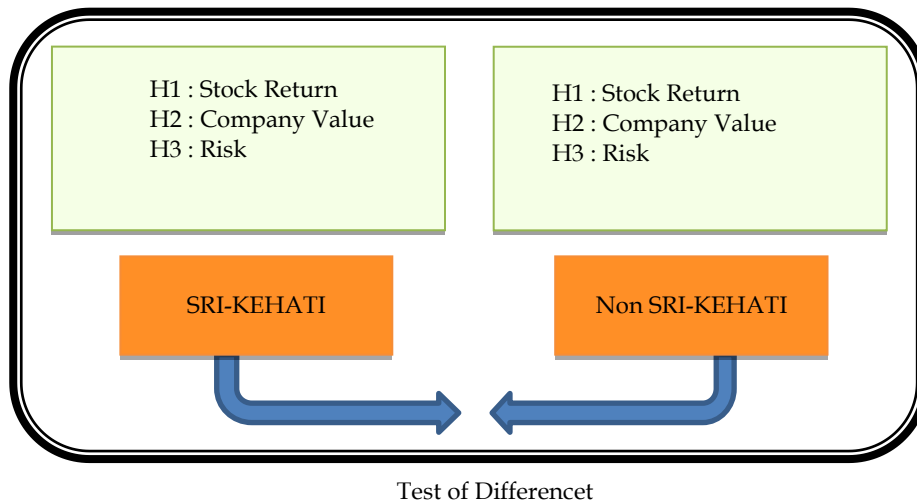 H1 : Stock Return
H2 : Company Value
H3 : Risk
H1 : Stock Return
H2 : Company Value
H3 : Risk
SRI-KEHATI
Non SRI-KEHATI
Test of Differencet